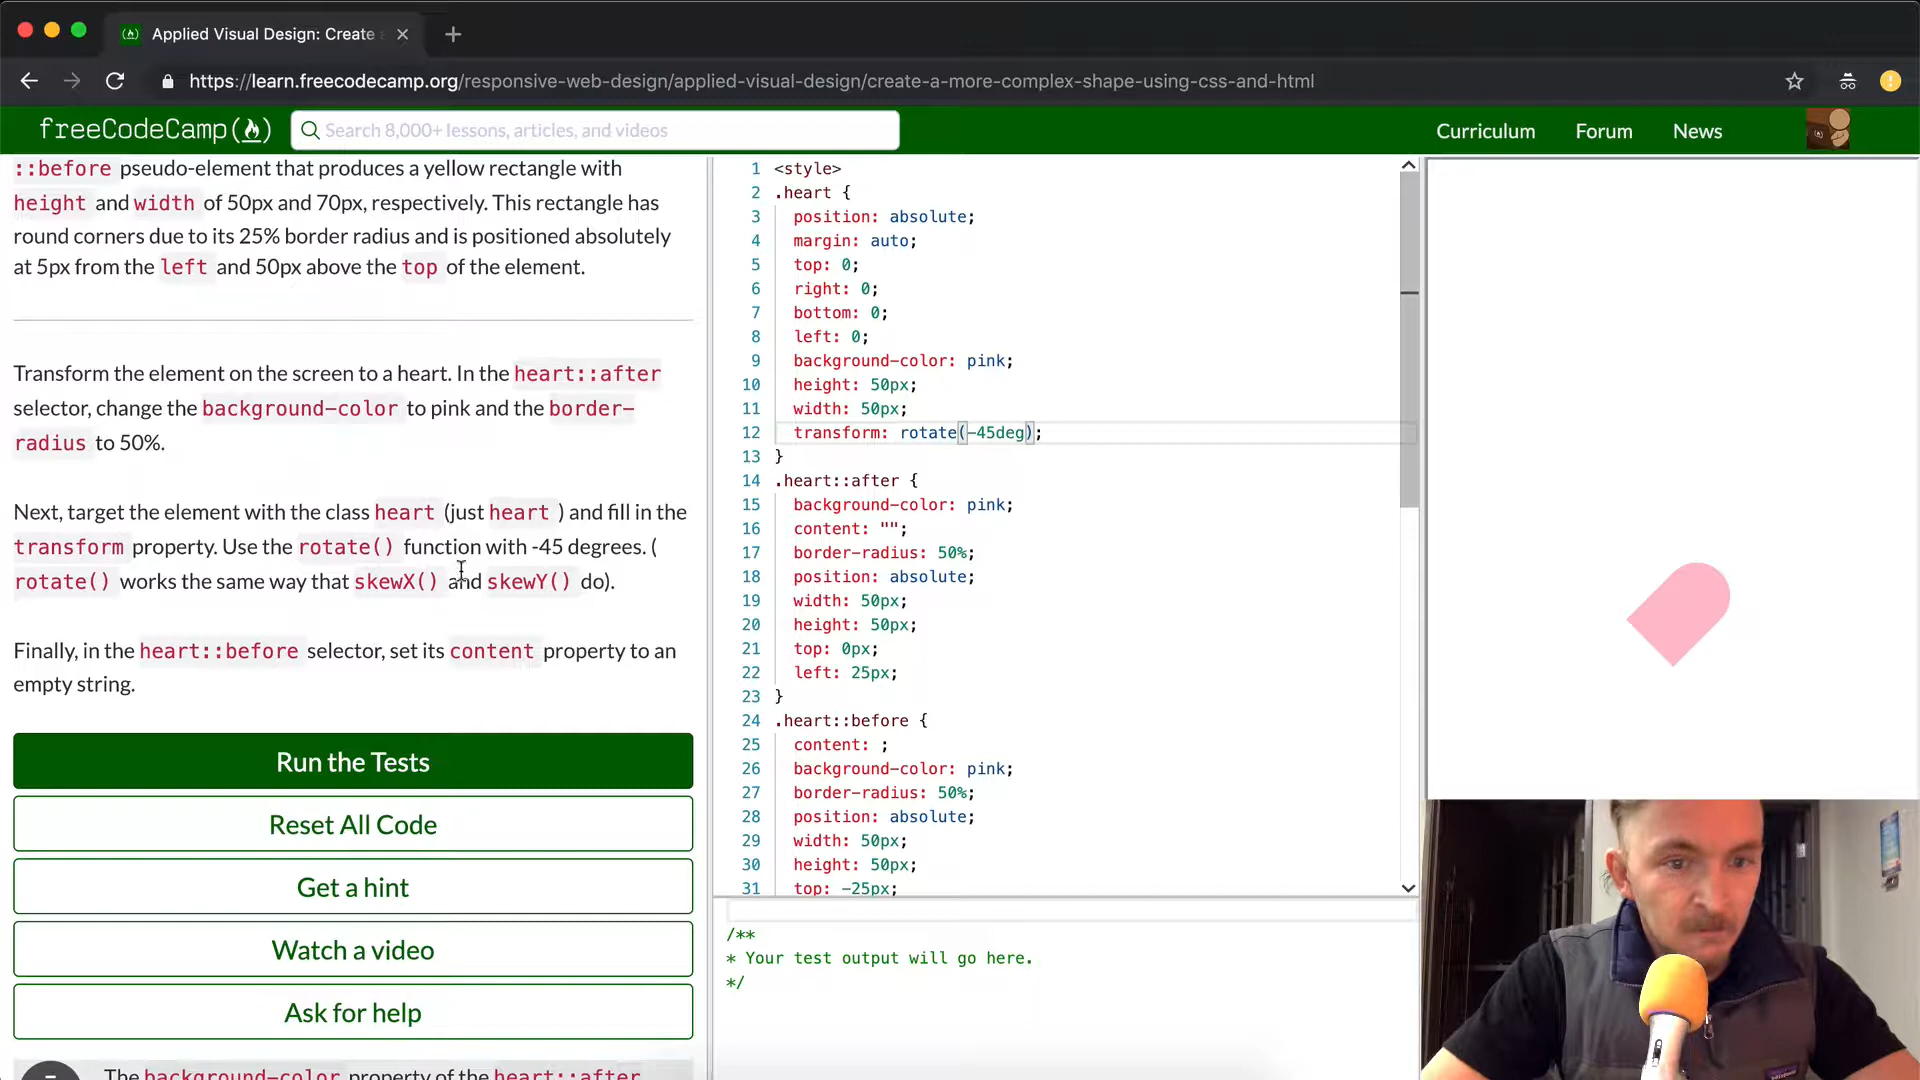 Applied Visual Design: Create
https://learn.freecodecamp.org/responsive-web-design/applied-visual-design/create-a-more-complex-shape-using-css-and-html
freeCodeCamp
Search 8,000+ lessons, articles, and videos
Curriculum
Forum
News
::before pseudo-element that produces a yellow rectangle with
height and width of 50px and 70px, respectively. This rectangle has
round corners due to its 25% border radius and is positioned absolutely
at 5px from the left and 50px above the top of the element.
Transform the element on the screen to a heart. In the heart::after
selector, change the background-color to pink and the border-
radius to 50%.
Next, target the element with the class heart (just heart ) and fill in the
transform property. Use the rotate() function with -45 degrees. (
rotate() works the same way that skewX() and skewY() do).
Finally, in the heart::before selector, set its content property to an
empty string.
Run the Tests
Reset All Code
Get a hint
Watch a video
Ask for help
The background-color property of the heart::after
1 <style>
2 .heart {
3 position: absolute;
4 margin: auto;
5 top: 0;
6 right: 0;
7 bottom: 0;
8 left: 0;
9 background-color: pink;
10 height: 50px;
11 width: 50px;
12 transform: rotate(-45deg);
13 }
14 .heart::after {
15 background-color: pink;
16 content: "";
17 border-radius: 50%;
18 position: absolute;
19 width: 50px;
20 height: 50px;
21 top: 0px;
22 left: 25px;
23 }
24 .heart::before {
25 content: ;
26 background-color: pink;
27 border-radius: 50%;
28 position: absolute;
29 width: 50px;
30 height: 50px;
31 top: -25px;
/**
* Your test output will go here.
*/